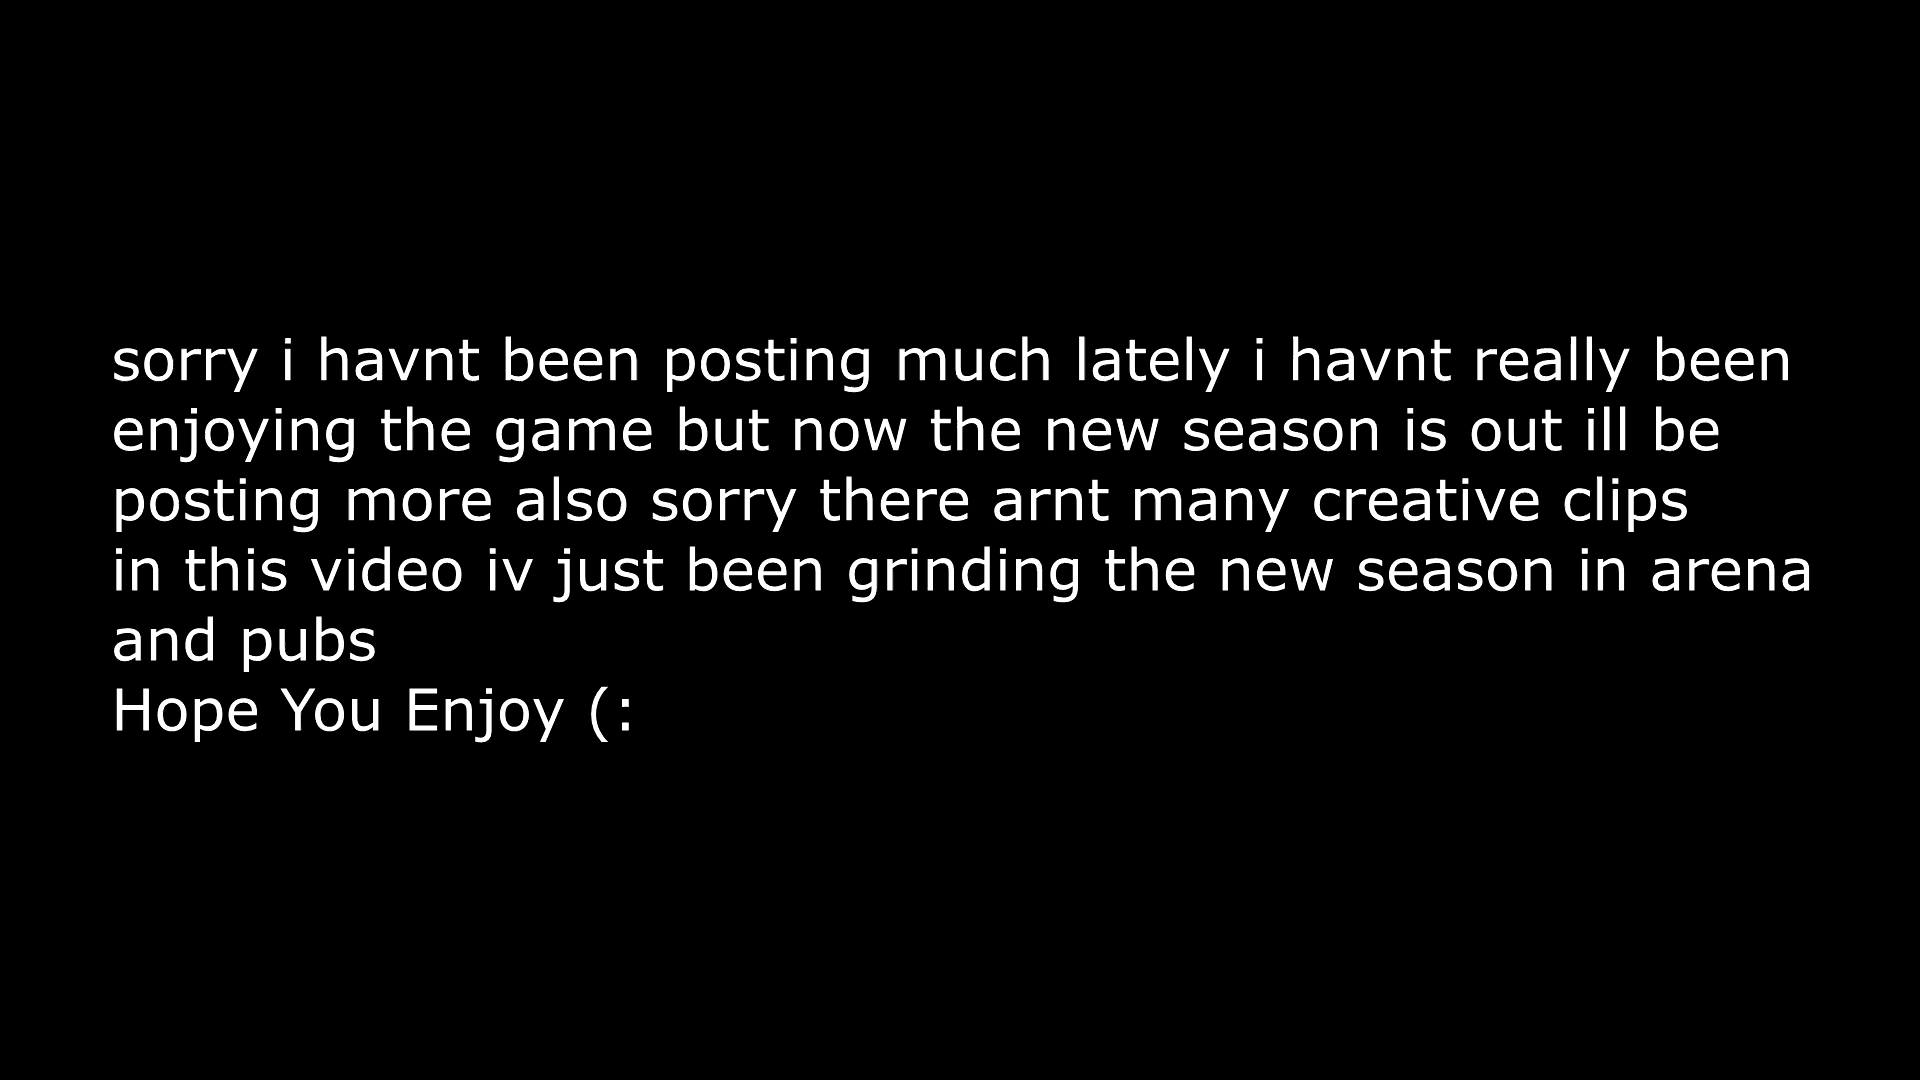 sorry i havnt been posting much lately i havnt really been
enjoying the game but now the new season is out ill be
posting more also sorry there arnt many creative clips
in this video iv just been grinding the new season in arena
and pubs
Hope You Enjoy (: